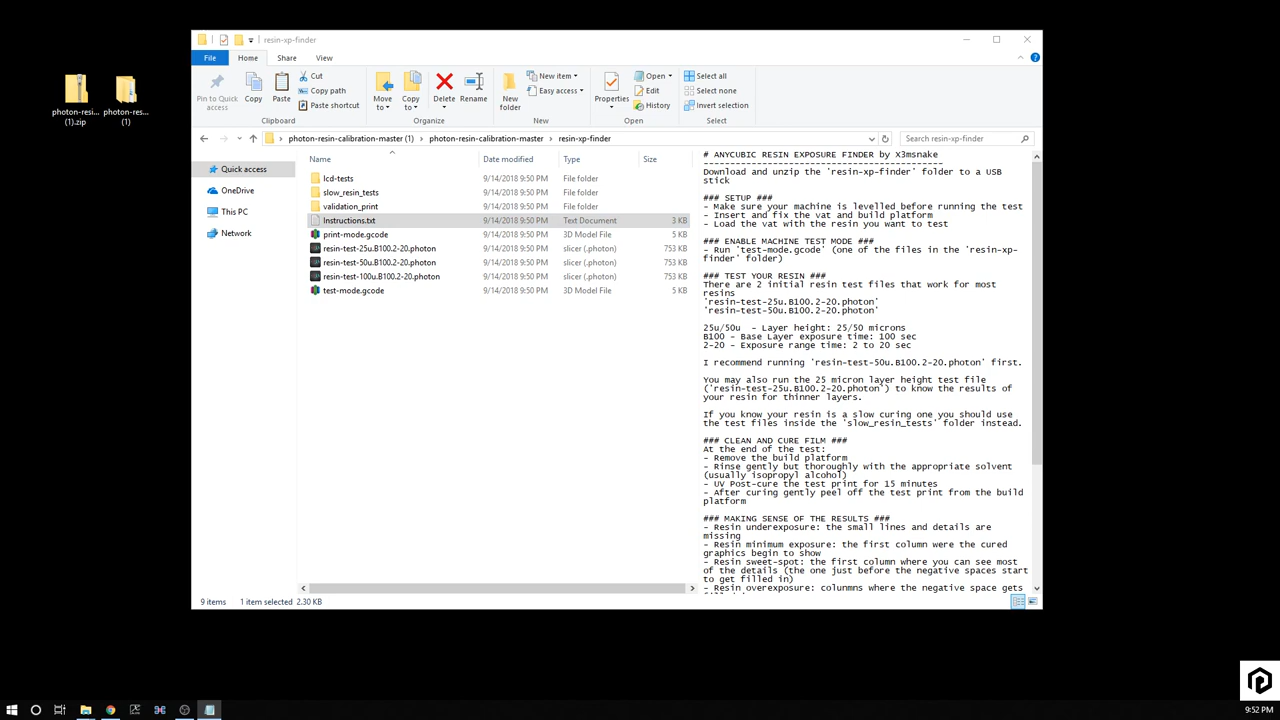 resin-xp-finder
File Home Share View
Pin to Quick access
Copy
Paste
Cut
Copy path
Paste shortcut
Clipboard
Move to
Copy to
Delete
Rename
Organize
New folder
New item
Easy access
New
Properties
Open
Edit
History
Open
Select all
Select none
Invert selection
Select
photon-resi... (1).zip
photon-res... (1)
photon-resin-calibration-master (1) photon-resin-calibration-master resin-xp-finder
Search resin-xp-finder
Quick access
OneDrive
This PC
Network
Name Date modified Type Size
lcd-tests 9/14/2018 9:50 PM File folder
slow_resin_tests 9/14/2018 9:50 PM File folder
validation_print 9/14/2018 9:50 PM File folder
Instructions.txt 9/14/2018 9:50 PM Text Document 3 KB
print-mode.gcode 9/14/2018 9:50 PM 3D Model File 4 KB
resin-test-25u.B100.2-20.photon 9/14/2018 9:50 PM slicer (.photon) 753 KB
resin-test-50u.B100.2-20.photon 9/14/2018 9:50 PM slicer (.photon) 753 KB
resin-test-100u.B100.2-20.photon 9/14/2018 9:50 PM slicer (.photon) 753 KB
test-mode.gcode 9/14/2018 9:50 PM 3D Model File 5 KB
# ANYCUBIC RESIN EXPOSURE FINDER by X3msnake
Download and unzip the 'resin-xp-finder' folder to a USB
stick
### SETUP ###
- Make sure your machine is levelled before running the test
- Insert and fix the vat and build platform
- Load the vat with the resin you want to test
### ENABLE MACHINE TEST MODE ###
- Run 'test-mode.gcode' (one of the files in the 'resin-xp-
finder' folder)
### TEST YOUR RESIN ###
There are 2 initial resin test files that work for most
resins
'resin-test-25u.B100.2-20.photon'
'resin-test-50u.B100.2-20.photon'
25u/50u - Layer height: 25/50 microns
B100 - Base Layer exposure time: 100 sec
2-20 - Exposure range time: 2 to 20 sec
I recommend running 'resin-test-50u.B100.2-20.photon' first.
You may also run the 25 micron layer height test file
('resin-test-25u.B100.2-20.photon') to know the results of
your resin for thinner layers.
If you know your resin is a slow curing one you should use
the test files inside the 'slow_resin_tests' folder instead.
### CLEAN AND CURE FILM ###
At the end of the test:
- Remove the build platform
- Rinse gently but thoroughly with the appropriate solvent
(usually isopropyl alcohol)
- UV Post-cure the test print for 15 minutes
- After curing gently peel off the test print from the build
platform
### MAKING SENSE OF THE RESULTS ###
- Resin underexposure: the small lines and details are
missing
- Resin minimum exposure: the first column were the cured
graphics begin to show
- Resin sweet-spot: the first column where you can see most
of the details (the one just before the negative spaces start
to get filled in)
- Resin overexposure: colunmns where the negative space gets
9 items 1 item selected 2.30 KB
9:52 PM